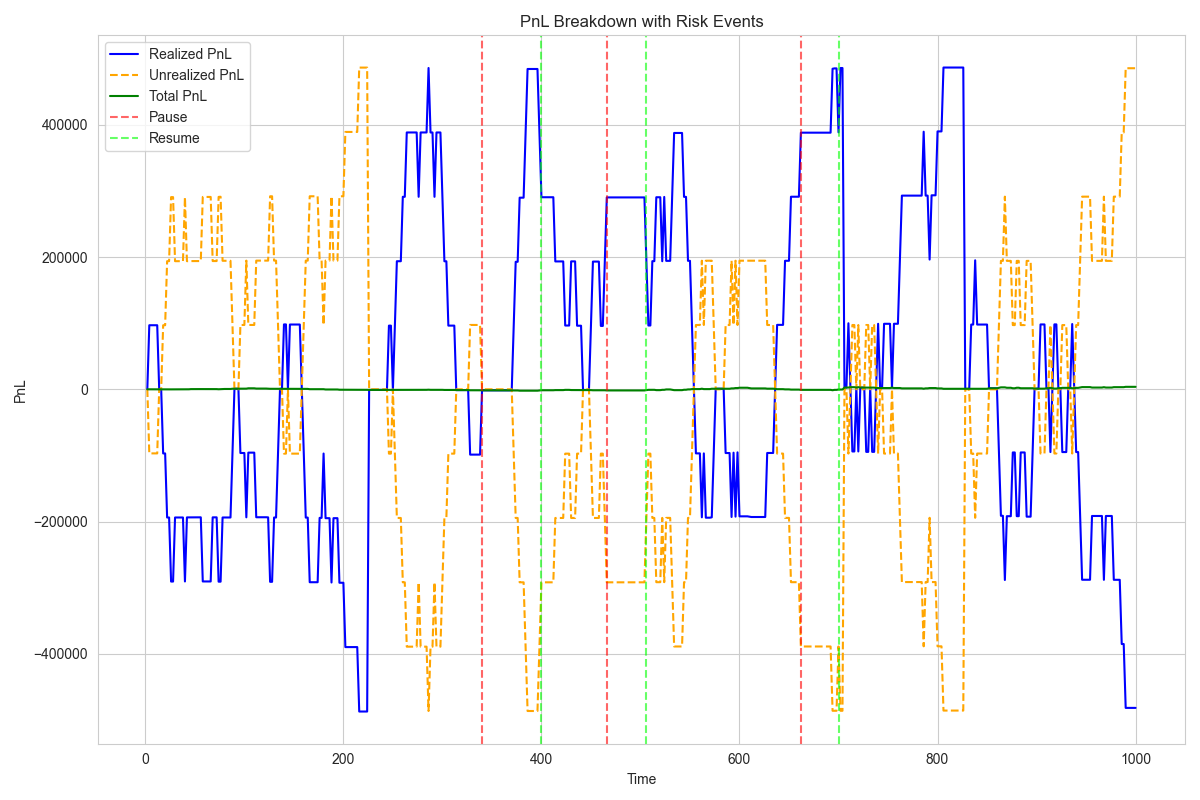 PnL Breakdown with Risk Events
Realized PnL
Unrealized PnL
Total PnL
Pause
Resume
400000
200000
0
−200000
−400000
PnL
0
200
400
600
800
1000
Time